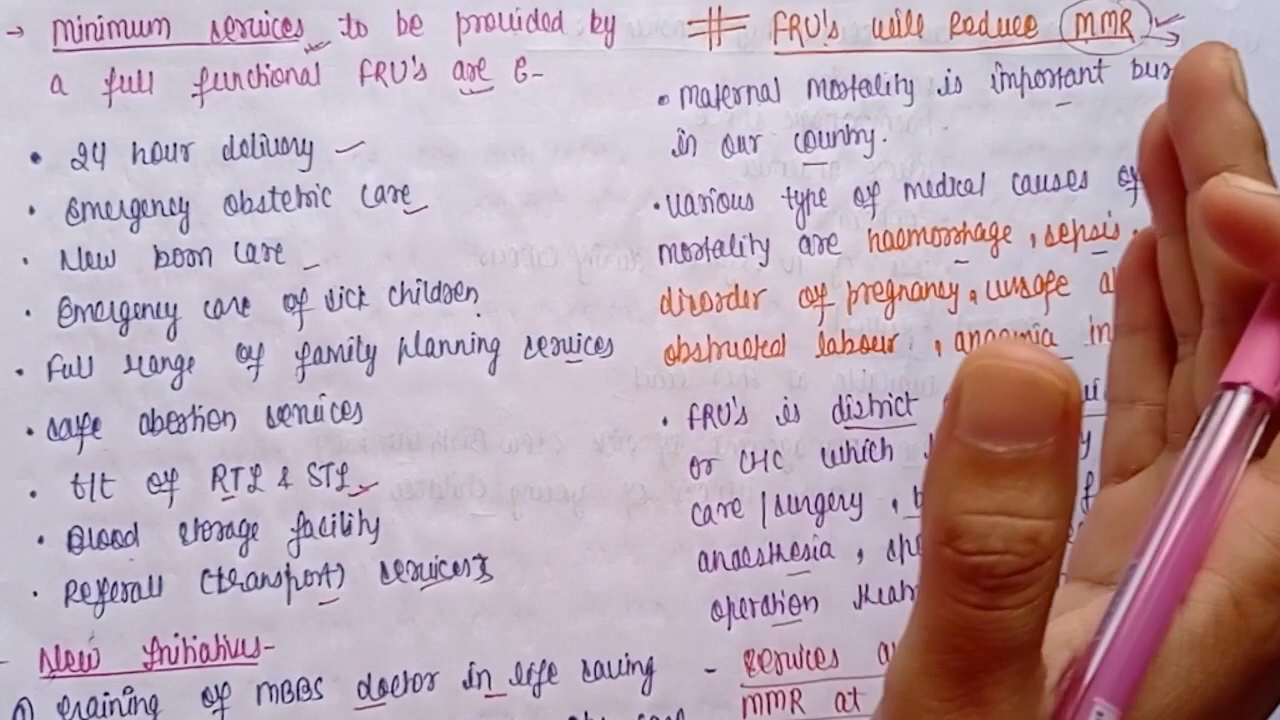 → Minimum services to be provided by
a full functional FRU's are :-
• 24 hour delivery
• Emergency obstetric care
• New born care
• Emergency care of sick children
• Full range of family planning services
• safe abortion services
• t/t of RTI & STI
• Blood storage facility
• Referall (transport) services
- New Initiatives-
training of MBBS doctor in life saving
# FRU's will Reduce MMR
• maternal mortality is important
in our country.
• various type of medical causes of
mortality are haemorrhage, sepsis
disorder of pregnancy, unsafe
obstructed labour, anaemia in
• FRU's is district
or CHC which
care / surgery,
anaesthesia,
operation
- services
MMR at